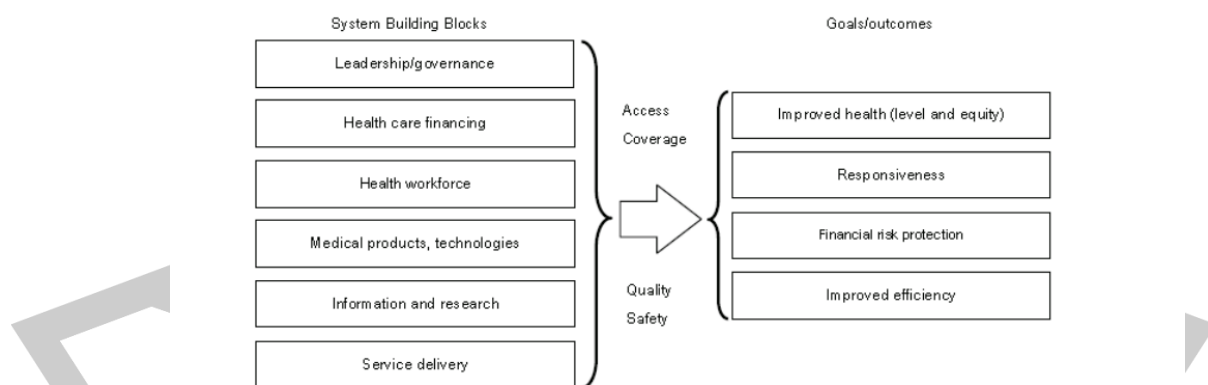 System Building Blocks
Goals/outcomes
Leadership/governance
Health care financing
Health workforce
Medical products, technologies
Information and research
Service delivery
Access
Coverage
Quality
Safety
Improved health (level and equity)
Responsiveness
Financial risk protection
Improved efficiency